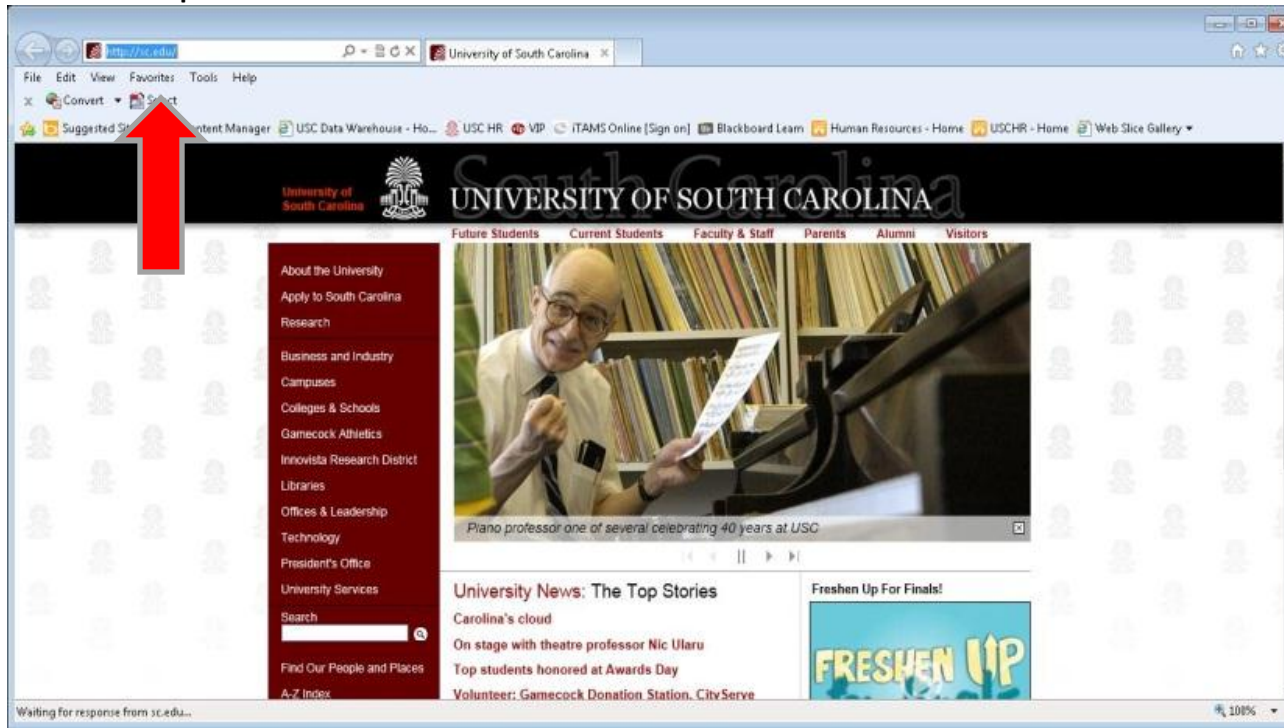 http://sc.edu/
University of South Carolina
File Edit View Favorites Tools Help
x Convert Select
Suggested ntent Manager USC Data Warehouse - Ho... USC HR VIP iTAMS Online [Sign on] Blackboard Learn Human Resources - Home USCHR - Home Web Slice Gallery
University of
South Carolina
South Carolina
UNIVERSITY OF SOUTH CAROLINA
Future Students Current Students Faculty & Staff Parents Alumni Visitors
About the University
Apply to South Carolina
Research
Business and Industry
Campuses
Colleges & Schools
Gamecock Athletics
Innovista Research District
Libraries
Offices & Leadership
Technology
President's Office
University Services
Search
Find Our People and Places
A-Z Index
Piano professor one of several celebrating 40 years at USC
University News: The Top Stories
Carolina's cloud
On stage with theatre professor Nic Ularu
Top students honored at Awards Day
Volunteer: Gamecock Donation Station, CityServe
Freshen Up For Finals!
FRESHEN UP
Waiting for response from sc.edu...
100%